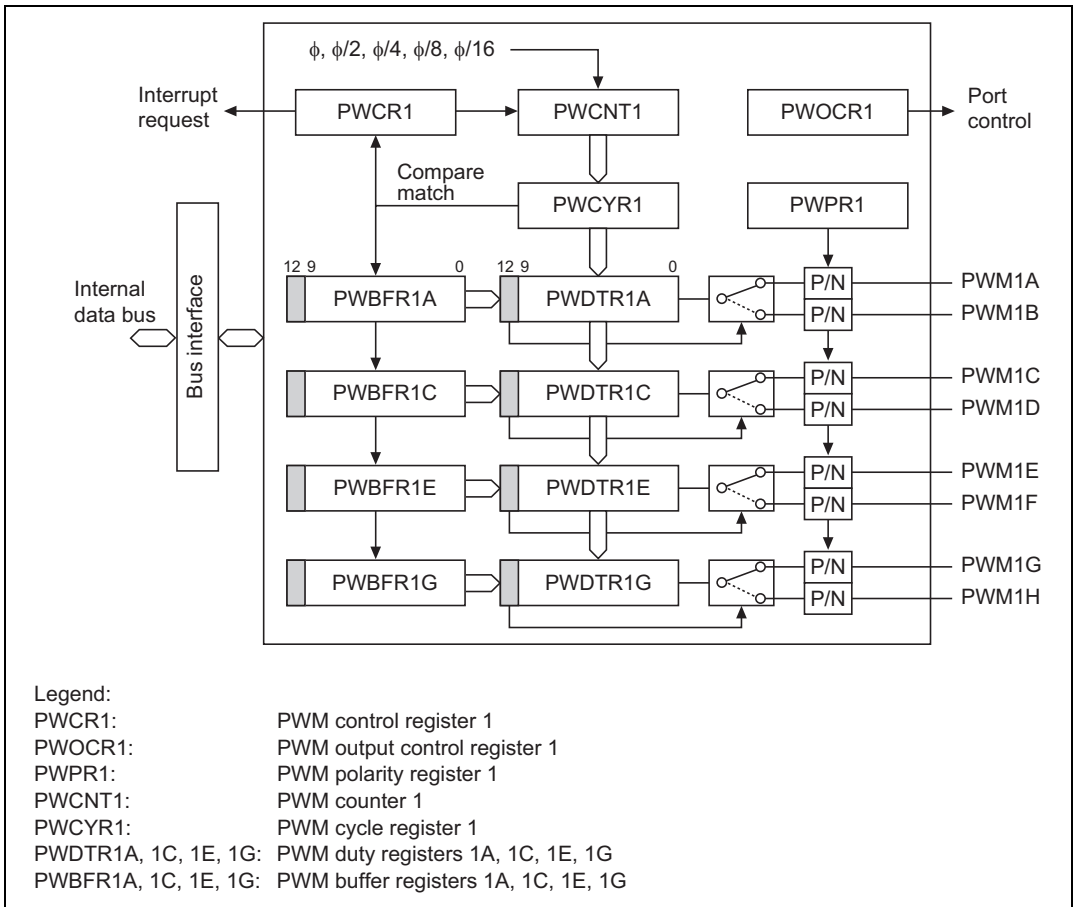 ϕ, ϕ/2, ϕ/4, ϕ/8, ϕ/16
Interrupt request
PWCR1
PWCNT1
PWOCR1
Port control
Compare match
PWCYR1
PWPR1
Internal data bus
Bus interface
12 9 0
12 9 0
PWBFR1A
PWDTR1A
P/N
PWM1A
P/N
PWM1B
PWBFR1C
PWDTR1C
P/N
PWM1C
P/N
PWM1D
PWBFR1E
PWDTR1E
P/N
PWM1E
P/N
PWM1F
PWBFR1G
PWDTR1G
P/N
PWM1G
P/N
PWM1H
Legend:
PWCR1: PWM control register 1
PWOCR1: PWM output control register 1
PWPR1: PWM polarity register 1
PWCNT1: PWM counter 1
PWCYR1: PWM cycle register 1
PWDTR1A, 1C, 1E, 1G: PWM duty registers 1A, 1C, 1E, 1G
PWBFR1A, 1C, 1E, 1G: PWM buffer registers 1A, 1C, 1E, 1G